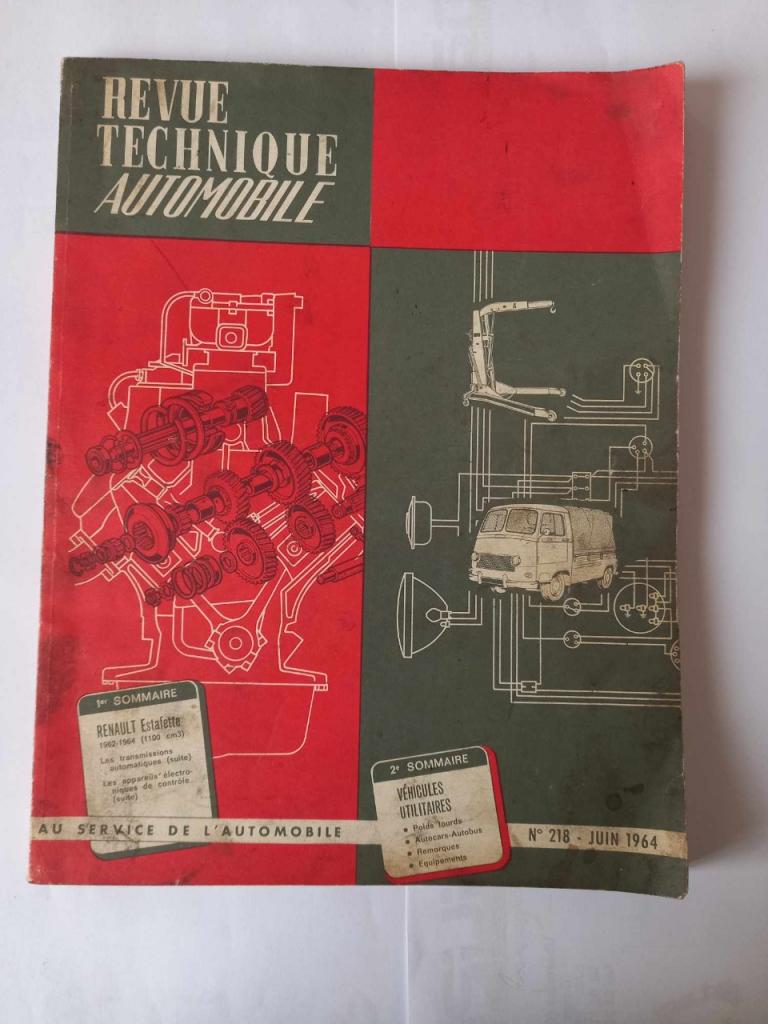 REVUE
TECHNIQUE
AUTOMOBILE
1er SOMMAIRE
RENAULT Estafette
1962-1964 (1100 cm3)
Les transmissions
automatiques (suite)
Les appareils électro-
niques de contrôle
(suite)
2e SOMMAIRE
VÉHICULES
UTILITAIRES
• Poids lourds
• Autocars-Autobus
• Remorques
• Equipements
AU SERVICE DE L'AUTOMOBILE
N° 218 - JUIN 1964